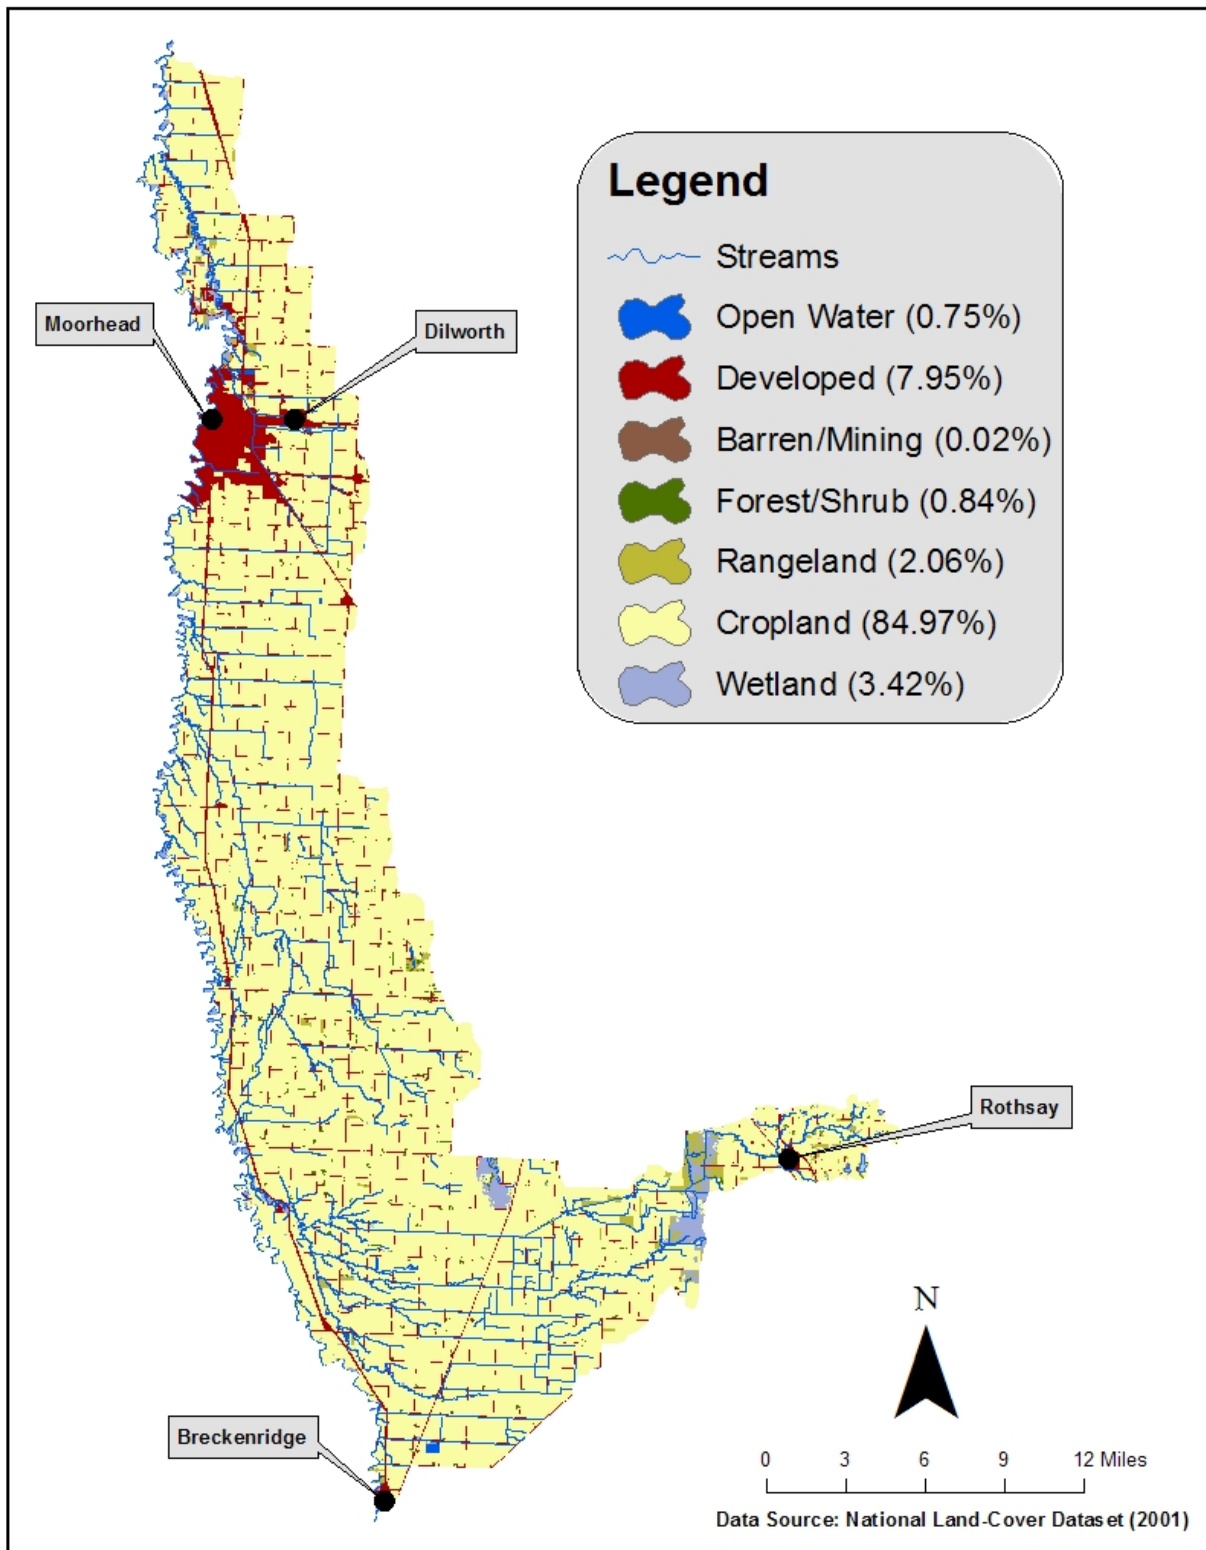 Legend
Streams
Open Water (0.75%)
Developed (7.95%)
Barren/Mining (0.02%)
Forest/Shrub (0.84%)
Rangeland (2.06%)
Cropland (84.97%)
Wetland (3.42%)
Moorhead
Dilworth
Rothsay
Breckenridge
N
0 3 6 9 12 Miles
Data Source: National Land-Cover Dataset (2001)